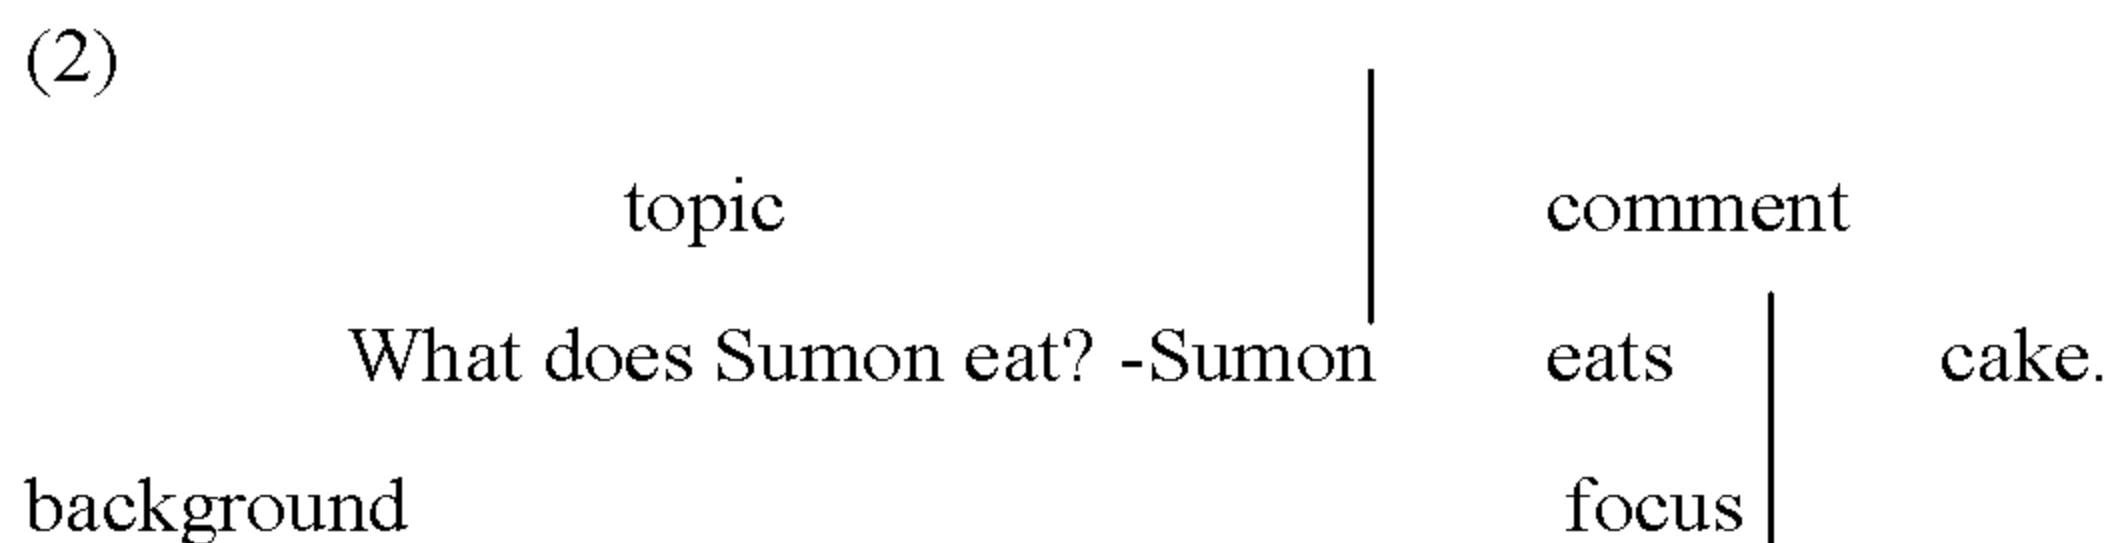 (2)
topic comment
What does Sumon eat? -Sumon eats cake.
background focus